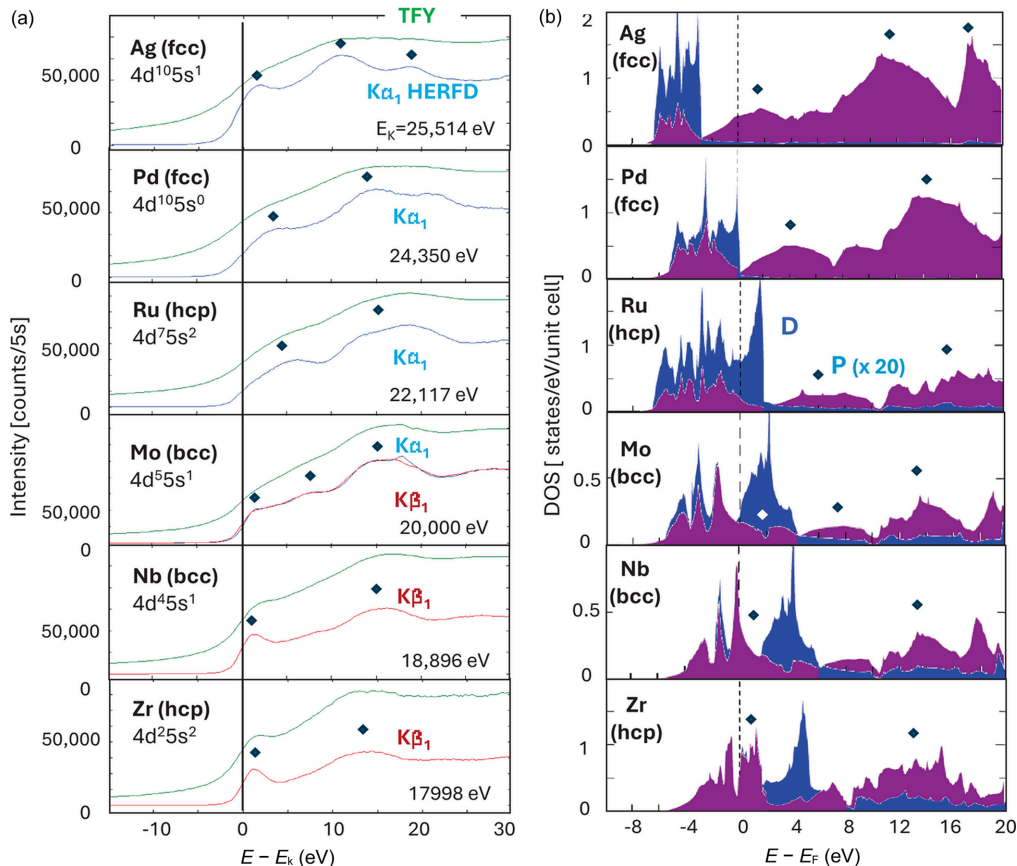 (a)
TFY
Ag (fcc)
4d¹⁰5s¹
50,000
Kα₁ HERFD
E_K=25,514 eV
0
Pd (fcc)
4d¹⁰5s⁰
50,000
Kα₁
24,350 eV
0
Ru (hcp)
4d⁷5s²
50,000
Kα₁
22,117 eV
Mo (bcc)
4d⁵5s¹
50,000
Kα₁
Kβ₁
20,000 eV
0
Nb (bcc)
4d⁴5s¹
50,000
Kβ₁
18,896 eV
0
Zr (hcp)
4d²5s²
50,000
Kβ₁
17998 eV
0
Intensity [counts/5s]
-10 0 10 20 30
E − Eₖ (eV)
(b)
2
Ag
(fcc)
1
0
Pd
(fcc)
1
0
Ru
(hcp)
1
D
P (x 20)
0
Mo
(bcc)
0.5
0
Nb
(bcc)
0.5
0
Zr
(hcp)
1
0
DOS [ states/eV/unit cell]
-8 -4 0 4 8 12 16 20
E − E_F (eV)